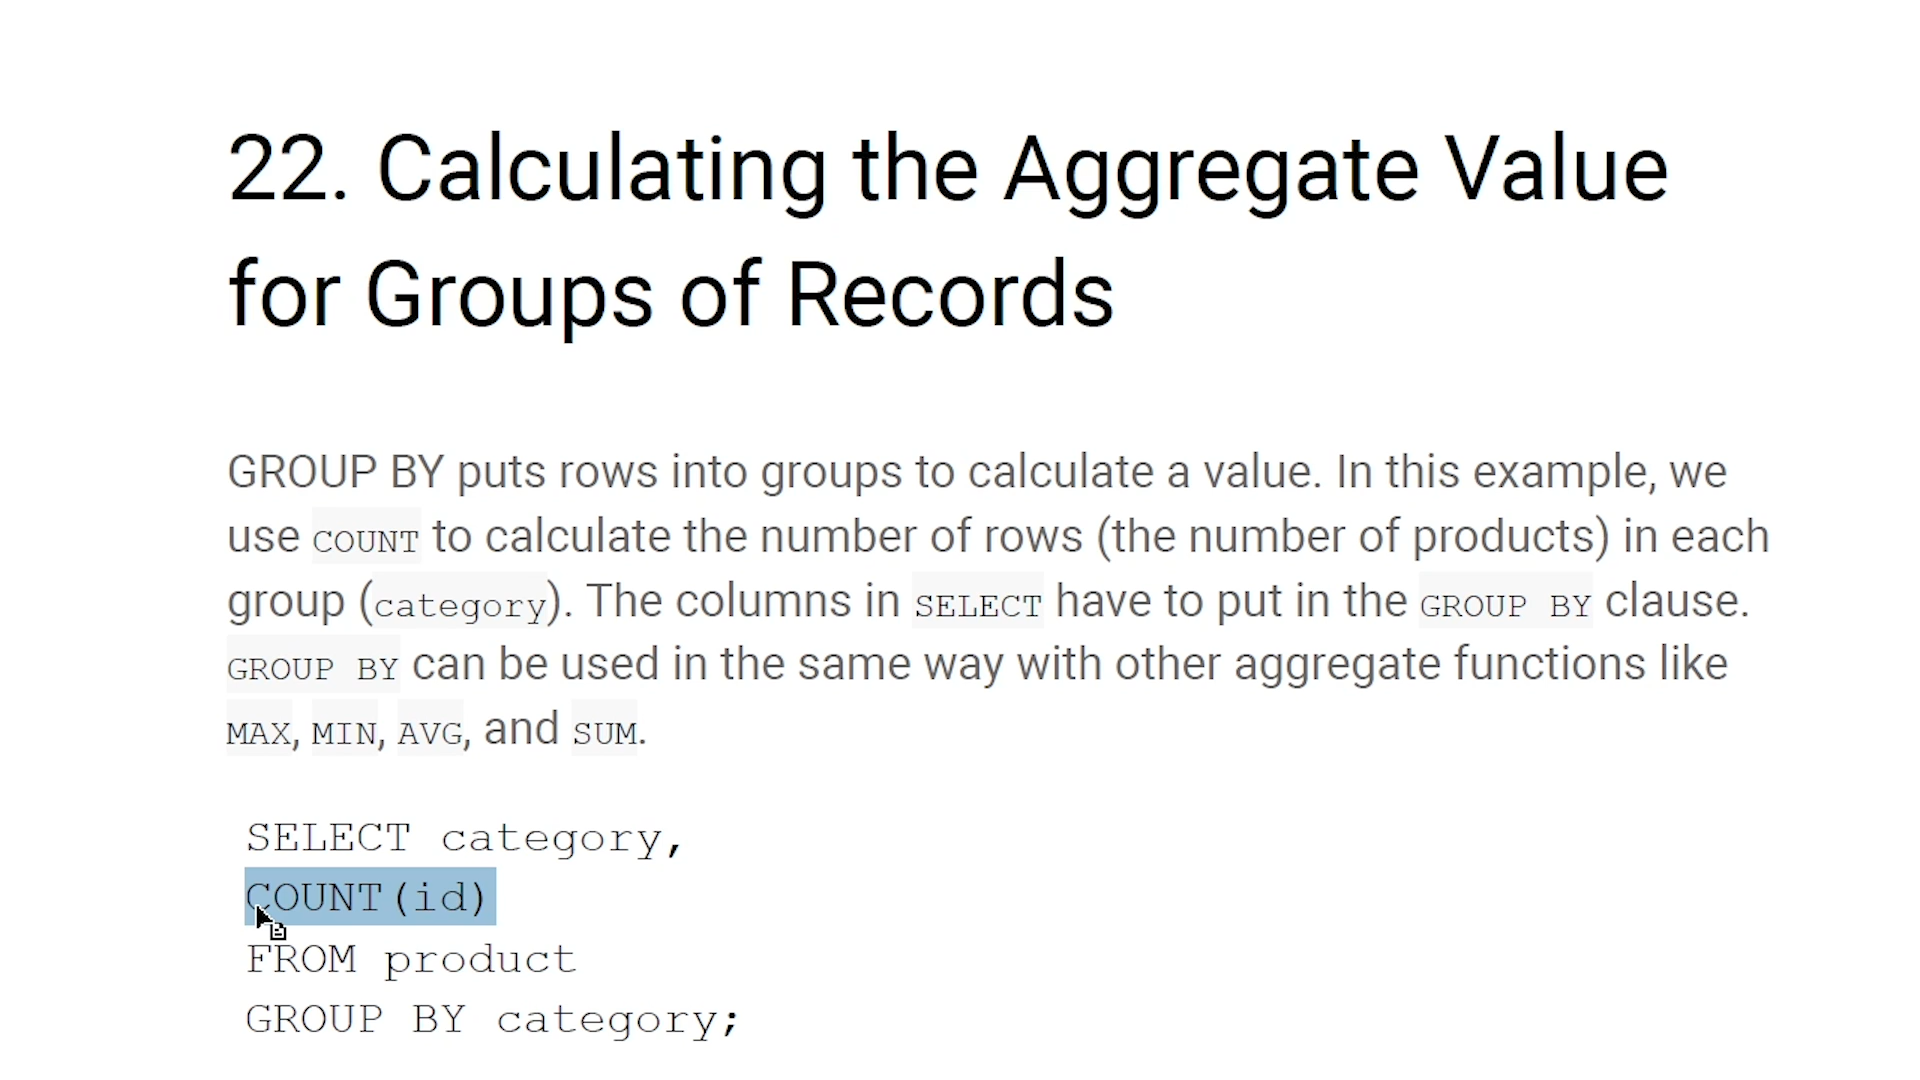 22. Calculating the Aggregate Value
for Groups of Records
GROUP BY puts rows into groups to calculate a value. In this example, we
use COUNT to calculate the number of rows (the number of products) in each
group (category). The columns in SELECT have to put in the GROUP BY clause.
GROUP BY can be used in the same way with other aggregate functions like
MAX, MIN, AVG, and SUM.
SELECT category,
COUNT(id)
FROM product
GROUP BY category;